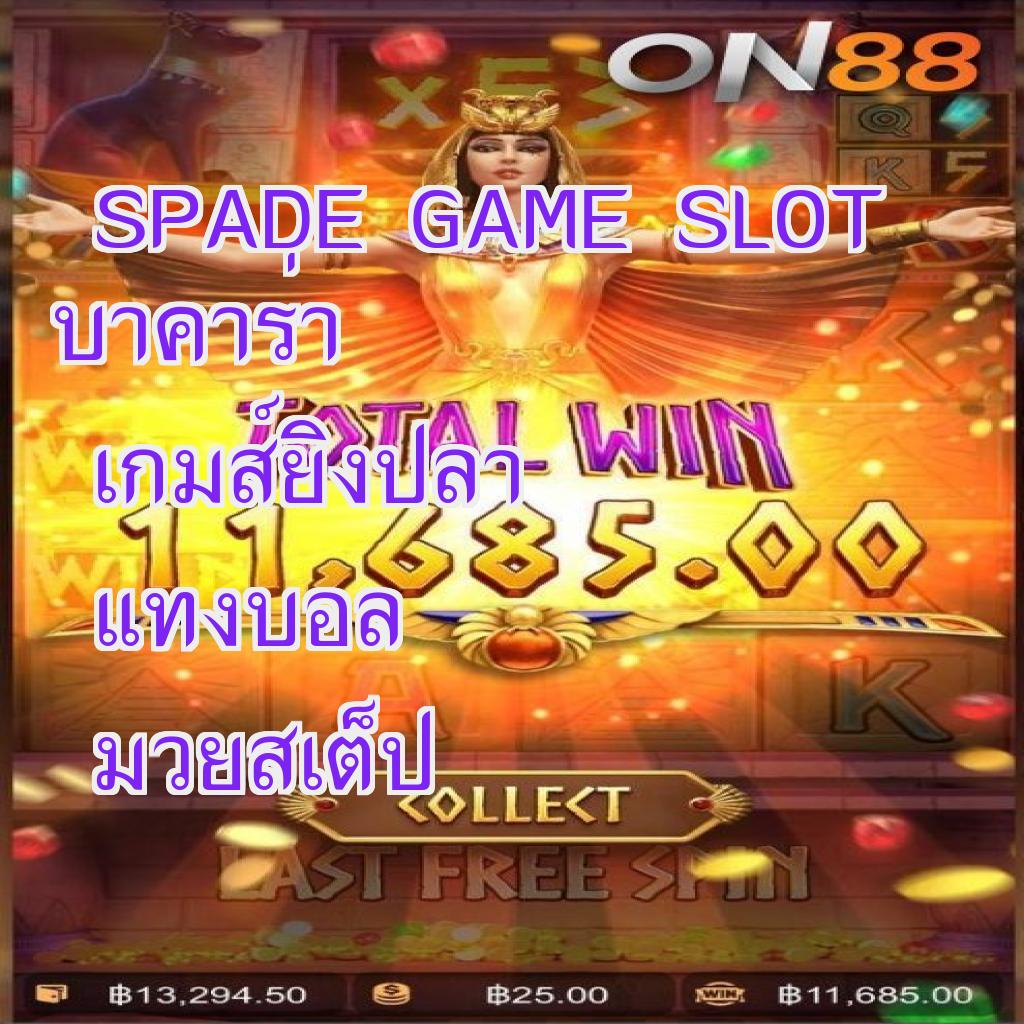 ON88
x53
Q
K 5
SPADE GAME SLOT
บาคาร่า
TOTAL WIN
เกมส์ยิงปลา
11,685.00
แทงบอล
A K
มวยสเต็ป
COLLECT
LAST FREE SPIN
฿13,294.50 ฿25.00 WIN ฿11,685.00